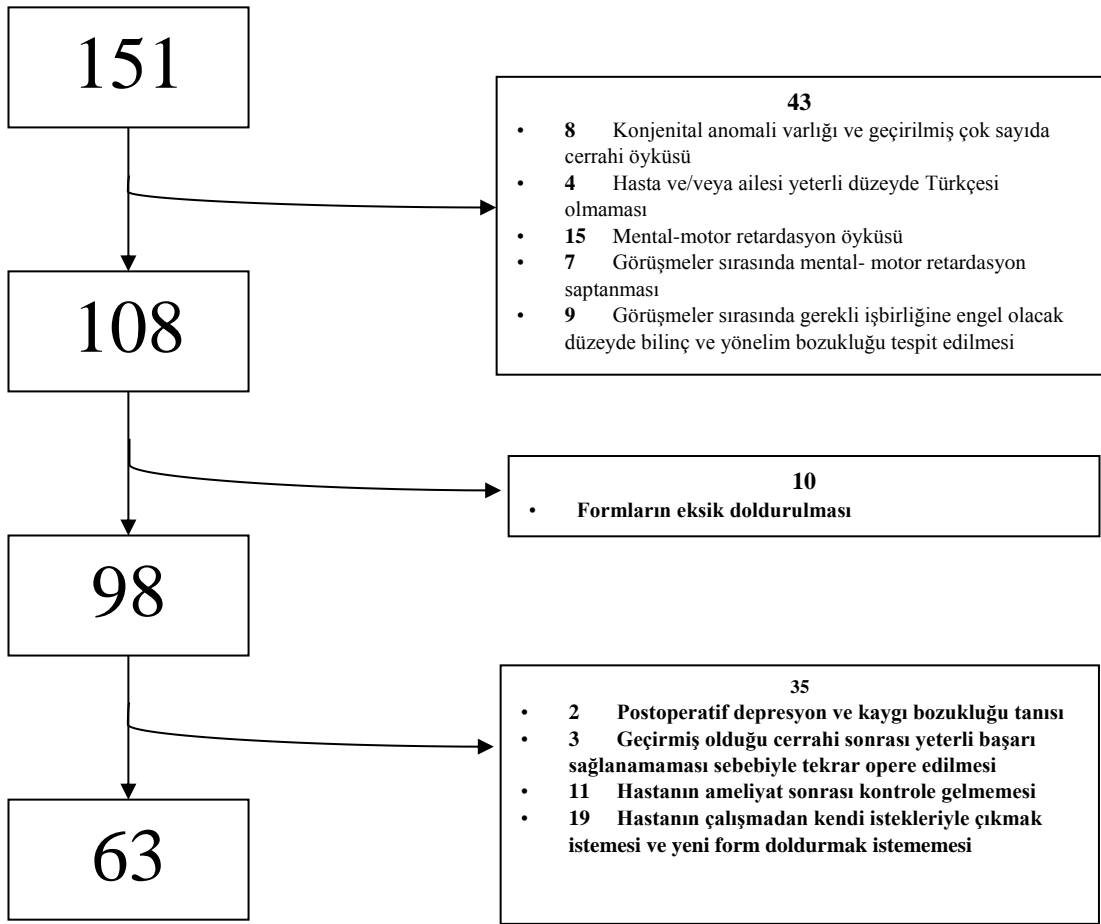 151
43
• 8 Konjenital anomali varlığı ve geçirilmiş çok sayıda
cerrahi öyküsü
• 4 Hasta ve/veya ailesi yeterli düzeyde Türkçesi
olmaması
• 15 Mental-motor retardasyon öyküsü
• 7 Görüşmeler sırasında mental- motor retardasyon
saptanması
• 9 Görüşmeler sırasında gerekli işbirliğine engel olacak
düzeyde bilinç ve yönelim bozukluğu tespit edilmesi
108
10
• Formların eksik doldurulması
98
35
• 2 Postoperatif depresyon ve kaygı bozukluğu tanısı
• 3 Geçirmiş olduğu cerrahi sonrası yeterli başarı
sağlanamaması sebebiyle tekrar opere edilmesi
• 11 Hastanın ameliyat sonrası kontrole gelmemesi
• 19 Hastanın çalışmadan kendi istekleriyle çıkmak
istemesi ve yeni form doldurmak istememesi
63